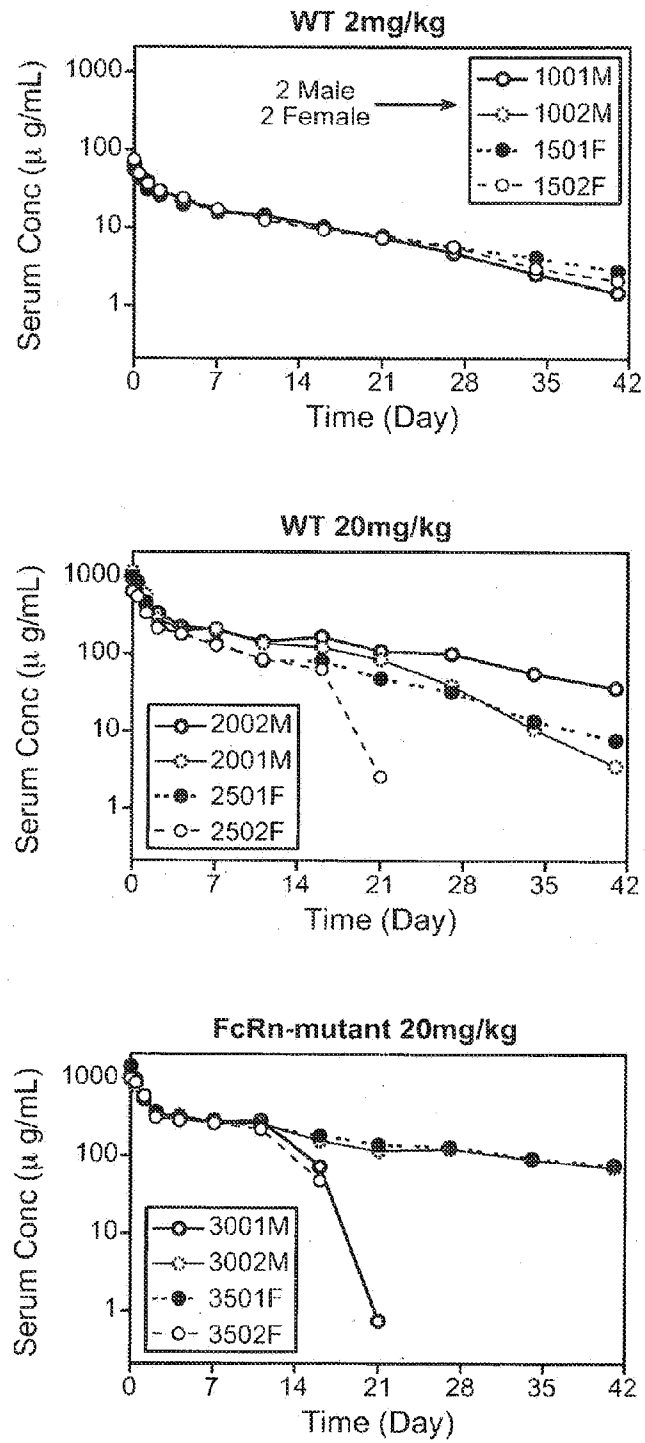 WT 2mg/kg
Serum Conc (μ g/mL)
1000
100
10
1
2 Male
2 Female
1001M
1002M
1501F
1502F
0 7 14 21 28 35 42
Time (Day)
WT 20mg/kg
Serum Conc (μ g/mL)
1000
100
10
1
2002M
2001M
2501F
2502F
0 7 14 21 28 35 42
Time (Day)
FcRn-mutant 20mg/kg
Serum Conc (μ g/mL)
1000
100
10
1
3001M
3002M
3501F
3502F
0 7 14 21 28 35 42
Time (Day)